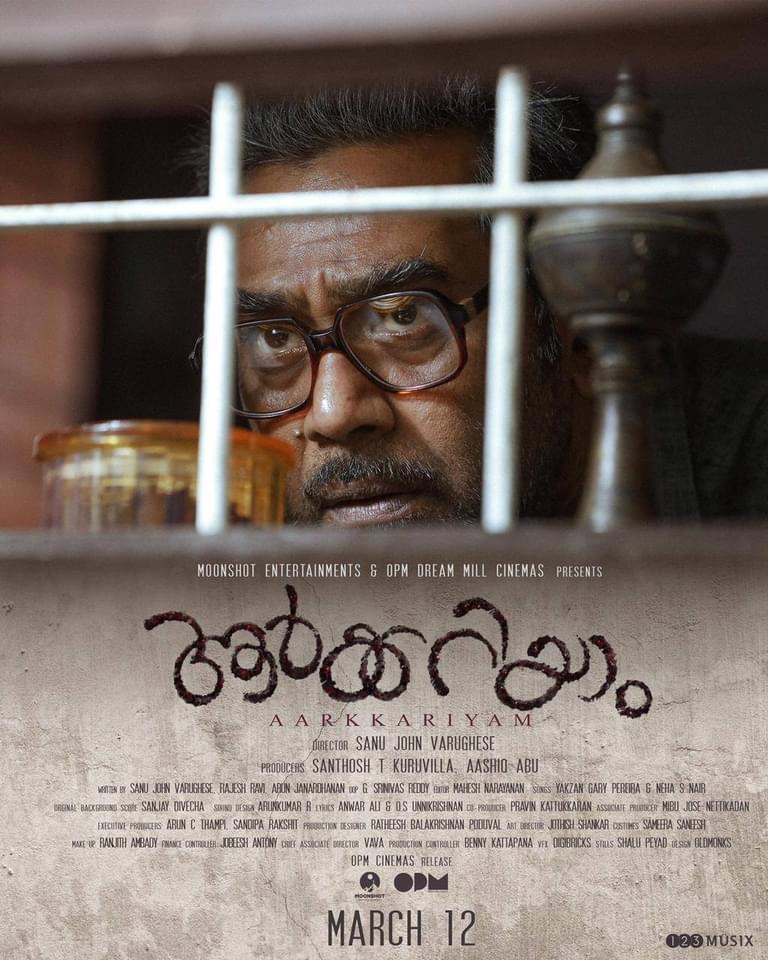 MOONSHOT ENTERTAINMENTS & OPM DREAM MILL CINEMAS PRESENTS
ആർക്കറിയാം
AARKKARIYAM
DIRECTOR SANU JOHN VARUGHESE
PRODUCERS SANTHOSH T KURUVILLA, AASHIQ ABU
WRITTEN BY SANU JOHN VARUGHESE, RAJESH RAVI, ARUN JANARDHANAN DOP G SRINIVAS REDDY EDITOR MAHESH NARAYANAN SONGS YAKZAN GARY PEREIRA & NEHA S NAIR
ORIGINAL BACKGROUND SCORE SANJAY DIVECHA SOUND DESIGN ARUNKUMAR R LYRICS ANWAR ALI & O.S UNNIKRISHNAN CO-PRODUCER PRAVIN KATTUKKARAN ASSOCIATE PRODUCER MIBU JOSE NETTIKADAN
EXECUTIVE PRODUCERS ARUN C THAMPI, SANDIPA RAKSHIT PRODUCTION DESIGNER RATHEESH BALAKRISHNAN PODUVAL ART DIRECTOR JOTHISH SHANKAR COSTUMES SAMEERA SANEESH
MAKE UP RANJITH AMBADY FINANCE CONTROLLER JOBEESH ANTONY CHIEF ASSOCIATE DIRECTOR VAVA PRODUCTION CONTROLLER BENNY KATTAPANA VFX DIGIBRICKS STILLS SHALU PEYAD DESIGN OLDMONKS
OPM CINEMAS RELEASE
MOONSHOT OPM
MARCH 12
123 MUSIX